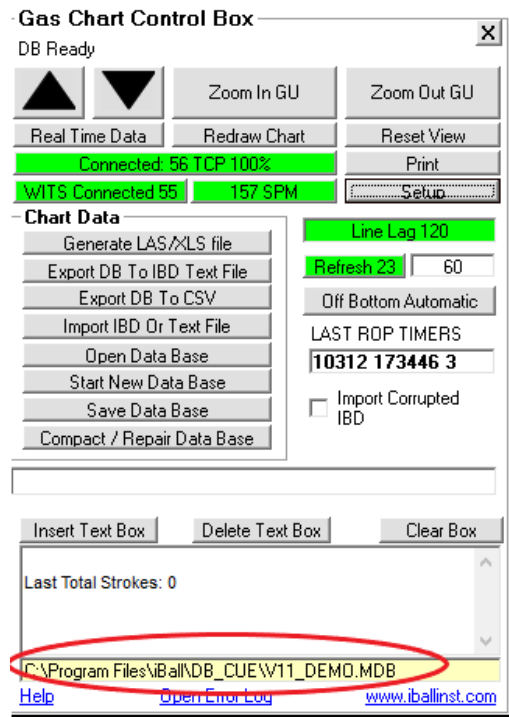 Gas Chart Control Box
X
DB Ready
Zoom In GU
Zoom Out GU
Real Time Data
Redraw Chart
Reset View
Connected: 56 TCP 100%
Print
WITS Connected 55
157 SPM
Setup
Chart Data
Generate LAS/XLS file
Line Lag 120
Export DB To IBD Text File
Refresh 23
60
Export DB To CSV
Off Bottom Automatic
Import IBD Or Text File
LAST ROP TIMERS
Open Data Base
10312 173446 3
Start New Data Base
Save Data Base
Import Corrupted
IBD
Compact / Repair Data Base
Insert Text Box
Delete Text Box
Clear Box
Last Total Strokes: 0
C:\Program Files\iBall\DB_CUE\V11_DEMO.MDB
Help
Open Error Log
www.iballinst.com